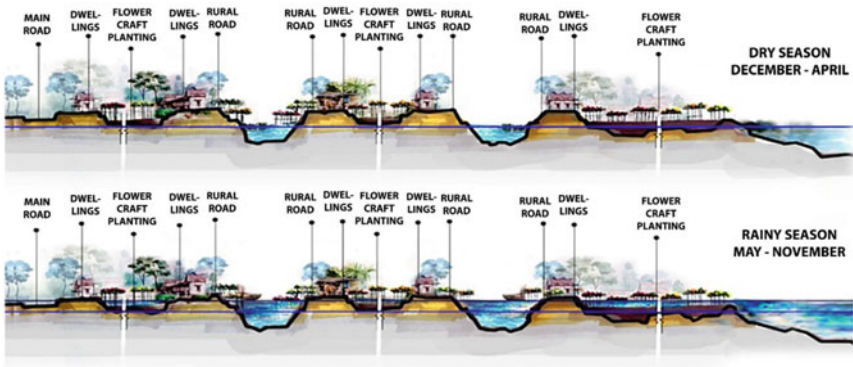 MAIN ROAD
DWEL-LINGS
FLOWER CRAFT PLANTING
DWEL-LINGS
RURAL ROAD
RURAL ROAD
DWEL-LINGS
FLOWER CRAFT PLANTING
DWEL-LINGS
RURAL ROAD
RURAL ROAD
DWEL-LINGS
FLOWER CRAFT PLANTING
DRY SEASON
DECEMBER - APRIL
MAIN ROAD
DWEL-LINGS
FLOWER CRAFT PLANTING
DWEL-LINGS
RURAL ROAD
RURAL ROAD
DWEL-LINGS
FLOWER CRAFT PLANTING
DWEL-LINGS
RURAL ROAD
RURAL ROAD
DWEL-LINGS
FLOWER CRAFT PLANTING
RAINY SEASON
MAY - NOVEMBER